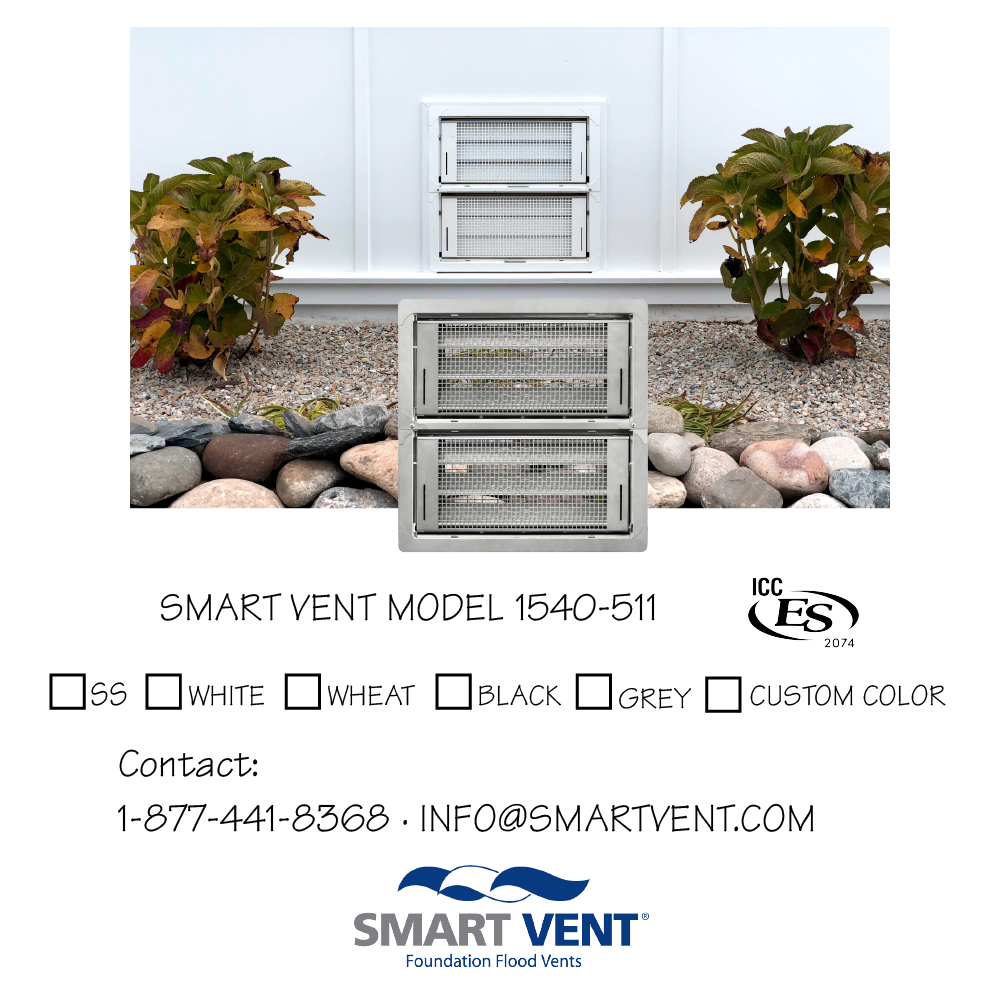 SMART VENT MODEL 1540-511
ICC
ES
2074
SS WHITE WHEAT BLACK GREY CUSTOM COLOR
Contact:
1-877-441-8368 · INFO@SMARTVENT.COM
SMART VENT®
Foundation Flood Vents